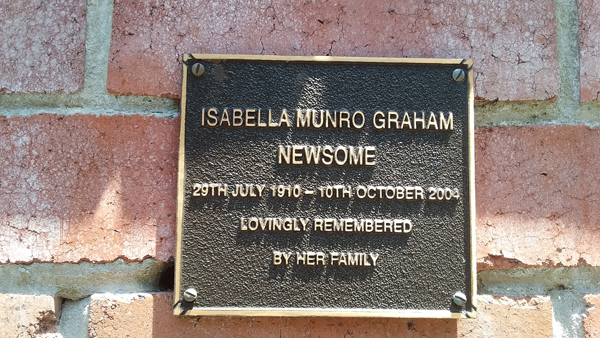 ISABELLA MUNRO GRAHAM
NEWSOME
29TH JULY 1910 – 10TH OCTOBER 2004
LOVINGLY REMEMBERED
BY HER FAMILY